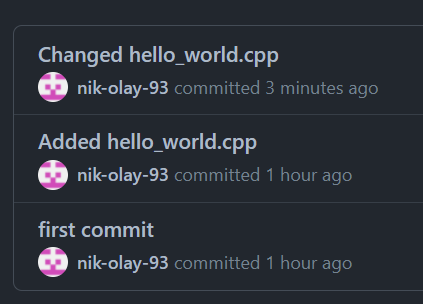 Changed hello_world.cpp
nik-olay-93 committed 3 minutes ago
Added hello_world.cpp
nik-olay-93 committed 1 hour ago
first commit
nik-olay-93 committed 1 hour ago